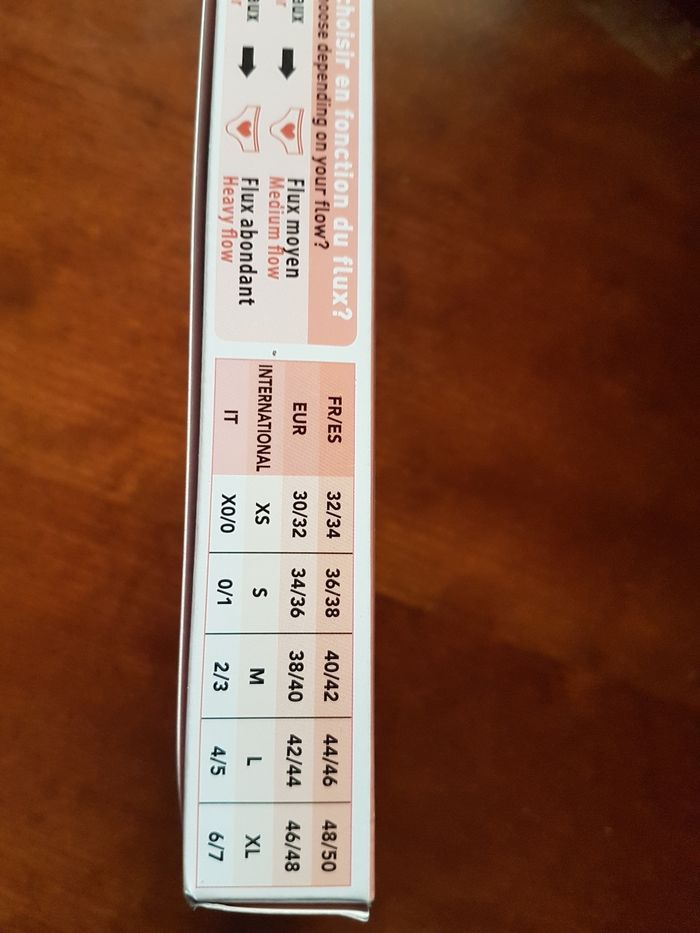 choisir en fonction du flux?
depending on your flow?
Flux moyen
Medium flow
Flux abondant
Heavy flow
FR/ES 32/34 36/38 40/42 44/46 48/50
EUR 30/32 34/36 38/40 42/44 46/48
INTERNATIONAL XS S M L XL
IT X0/0 0/1 2/3 4/5 6/7